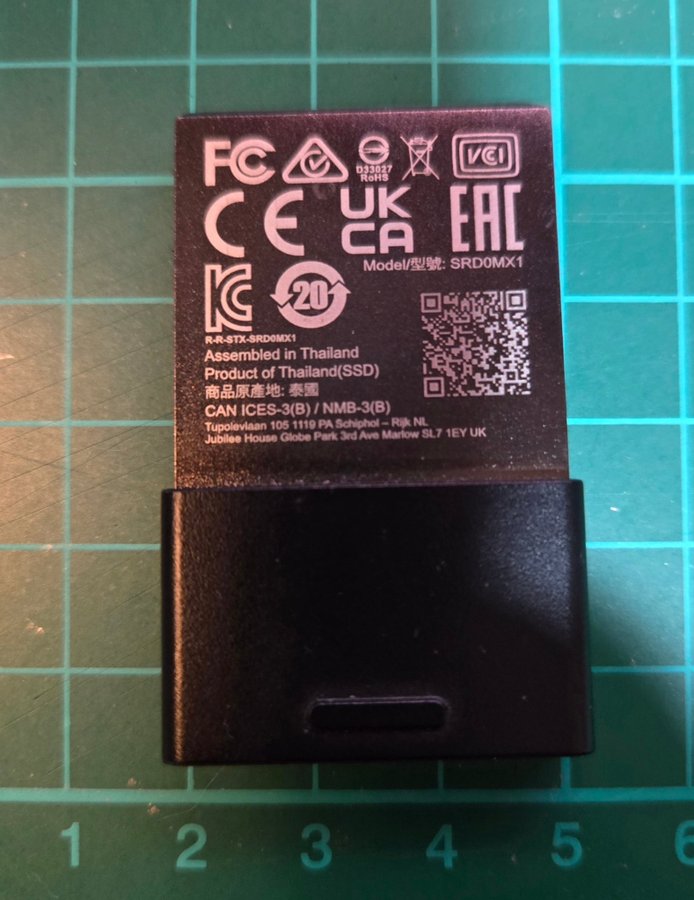 FC
D33027
RoHS
VCI
CE
UK
CA
EAC
Model/型號: SRD0MX1
KC
20
R-R-STX-SRD0MX1
Assembled in Thailand
Product of Thailand(SSD)
商品原產地: 泰國
CAN ICES-3(B) / NMB-3(B)
Tupolevlaan 105 1119 PA Schiphol – Rijk NL
Jubilee House Globe Park 3rd Ave Marlow SL7 1EY UK
1 2 3 4 5 6